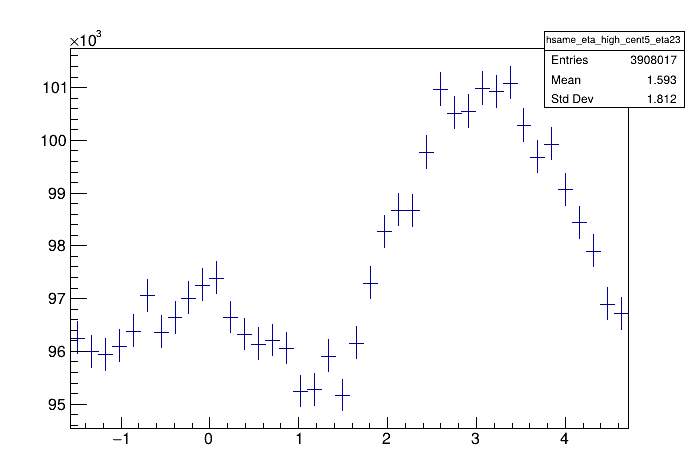 ×10³
hsame_eta_high_cent5_eta23
Entries 3908017
Mean 1.593
Std Dev 1.812
101
100
99
98
97
96
95
−1 0 1 2 3 4